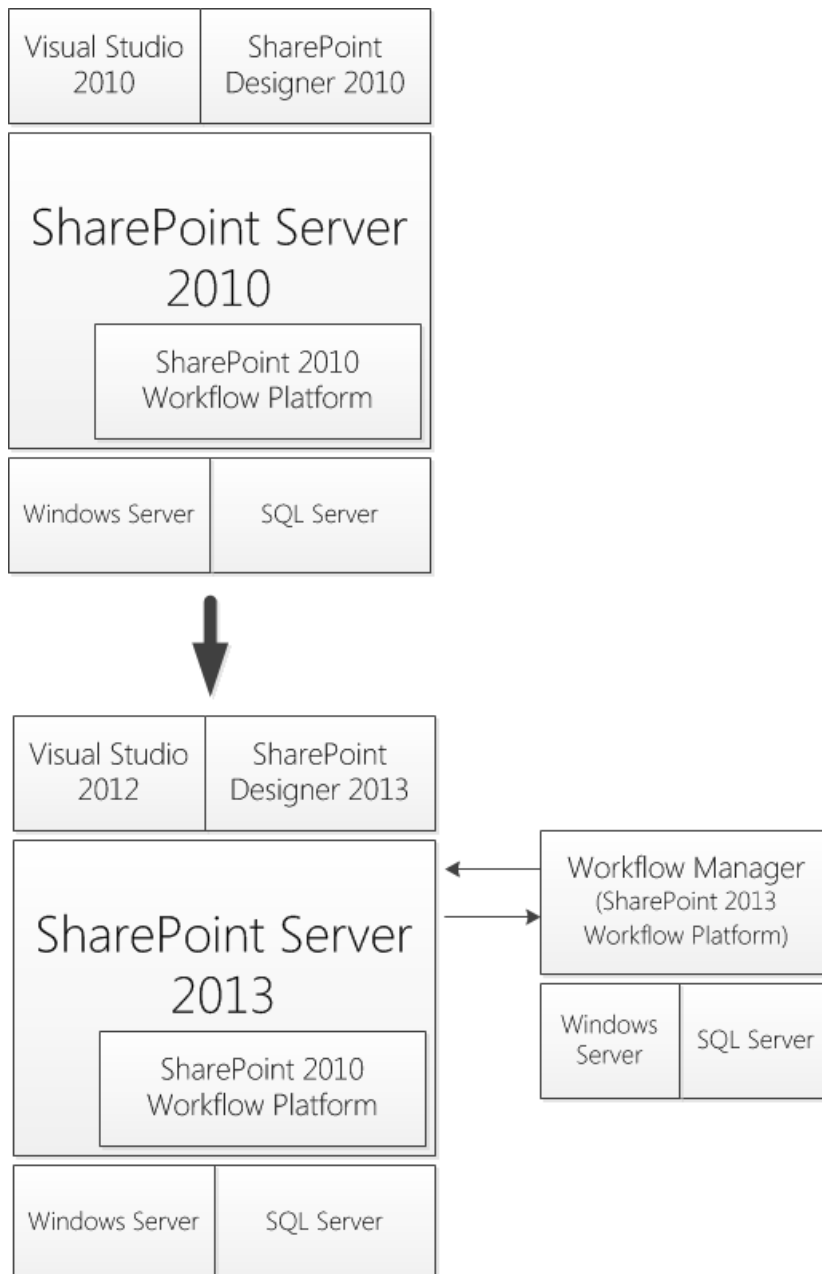 Visual Studio
2010
SharePoint
Designer 2010
SharePoint Server
2010
SharePoint 2010
Workflow Platform
Windows Server
SQL Server
Visual Studio
2012
SharePoint
Designer 2013
SharePoint Server
2013
SharePoint 2010
Workflow Platform
Windows Server
SQL Server
Workflow Manager
(SharePoint 2013
Workflow Platform)
Windows
Server
SQL Server